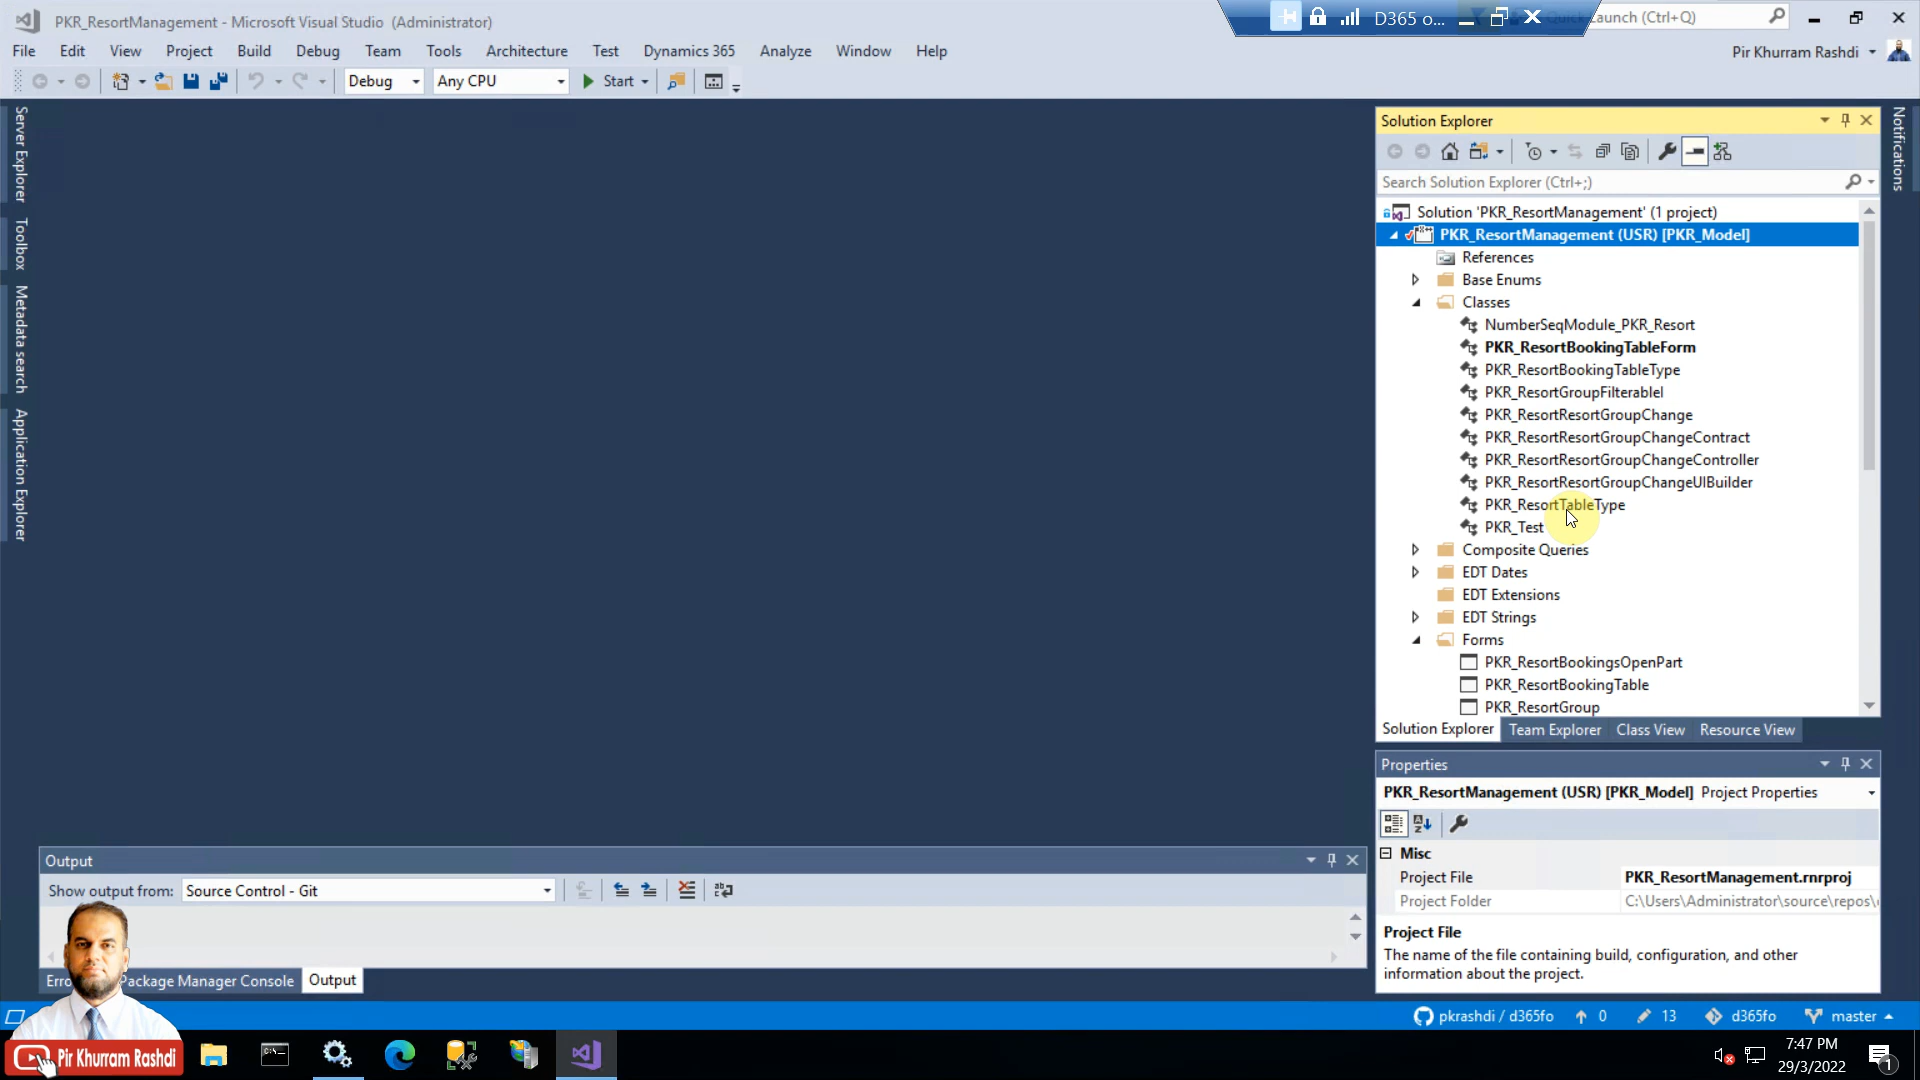 PKR_ResortManagement - Microsoft Visual Studio (Administrator)
D365 o...
Launch (Ctrl+Q)
File Edit View Project Build Debug Team Tools Architecture Test Dynamics 365 Analyze Window Help
Pir Khurram Rashdi
Debug Any CPU Start
Server Explorer
Toolbox
Metadata search
Application Explorer
Notifications
Solution Explorer
Search Solution Explorer (Ctrl+;)
Solution 'PKR_ResortManagement' (1 project)
PKR_ResortManagement (USR) [PKR_Model]
References
Base Enums
Classes
NumberSeqModule_PKR_Resort
PKR_ResortBookingTableForm
PKR_ResortBookingTableType
PKR_ResortGroupFilterableI
PKR_ResortResortGroupChange
PKR_ResortResortGroupChangeContract
PKR_ResortResortGroupChangeController
PKR_ResortResortGroupChangeUIBuilder
PKR_ResortTableType
PKR_Test
Composite Queries
EDT Dates
EDT Extensions
EDT Strings
Forms
PKR_ResortBookingsOpenPart
PKR_ResortBookingTable
PKR_ResortGroup
Solution Explorer Team Explorer Class View Resource View
Properties
PKR_ResortManagement (USR) [PKR_Model] Project Properties
Misc
Project File PKR_ResortManagement.rnrproj
Project Folder C:\Users\Administrator\source\repos\
Project File
The name of the file containing build, configuration, and other
information about the project.
Output
Show output from: Source Control - Git
Package Manager Console Output
pkrashdi / d365fo 0 13 d365fo master
Pir Khurram Rashdi
7:47 PM
29/3/2022
1